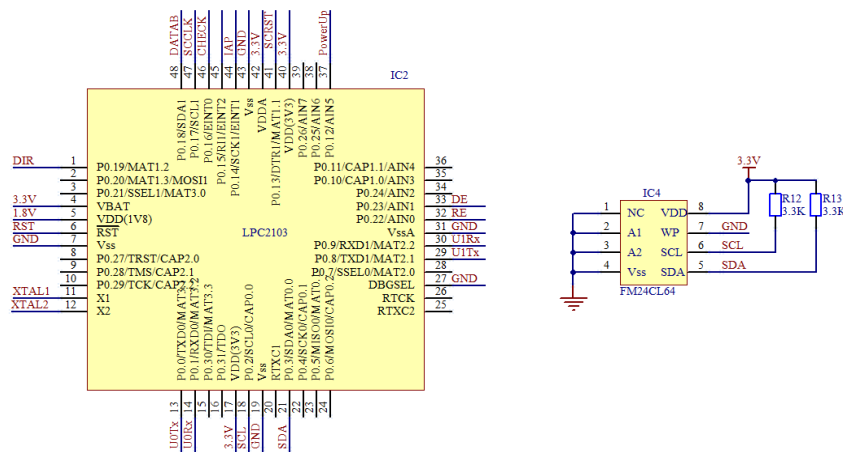 DATAB
SCCLK
CHECK
IAP
GND
3.3V
SCRST
3.3V
PowerUp
48
47
46
45
44
43
42
41
40
39
38
37
IC2
P0.18/SDA1
P0.17/SCL1
P0.16/EINT0
P0.15/RI1/EINT2
P0.14/SCK1/EINT1
Vss
VDDA
P0.13/DTR1/MAT1.1
VDD(3V3)
P0.26/AIN7
P0.25/AIN6
P0.12/AIN5
DIR 1 P0.19/MAT1.2
2 P0.20/MAT1.3/MOSI1
3 P0.21/SSEL1/MAT3.0
3.3V 4 VBAT
1.8V 5 VDD(1V8)
RST 6 RST
GND 7 Vss
8 P0.27/TRST/CAP2.0
9 P0.28/TMS/CAP2.1
10 P0.29/TCK/CAP2.2
XTAL1 11 X1
XTAL2 12 X2
LPC2103
P0.11/CAP1.1/AIN4 36
P0.10/CAP1.0/AIN3 35
P0.24/AIN2 34
P0.23/AIN1 33 DE
P0.22/AIN0 32 RE
VssA 31 GND
P0.9/RXD1/MAT2.2 30 U1Rx
P0.8/TXD1/MAT2.1 29 U1Tx
P0.7/SSEL0/MAT2.0 28
DBGSEL 27 GND
RTCK 26
RTXC2 25
P0.0/TXD0/MAT3.1
P0.1/RXD0/MAT3.2
P0.30/TDI/MAT3.3
P0.31/TDO
VDD(3V3)
P0.2/SCL0/CAP0.0
Vss
RTXC1
P0.3/SDA0/MAT0.0
P0.4/SCK0/CAP0.1
P0.5/MISO0/MAT0.1
P0.6/MOSI0/CAP0.2
13
14
15
16
17
18
19
20
21
22
23
24
U0Tx
U0Rx
3.3V
SCL
GND
SDA
3.3V
IC4
R12
3.3K
R13
3.3K
1 NC VDD 8
2 A1 WP 7 GND
3 A2 SCL 6 SCL
4 Vss SDA 5 SDA
FM24CL64